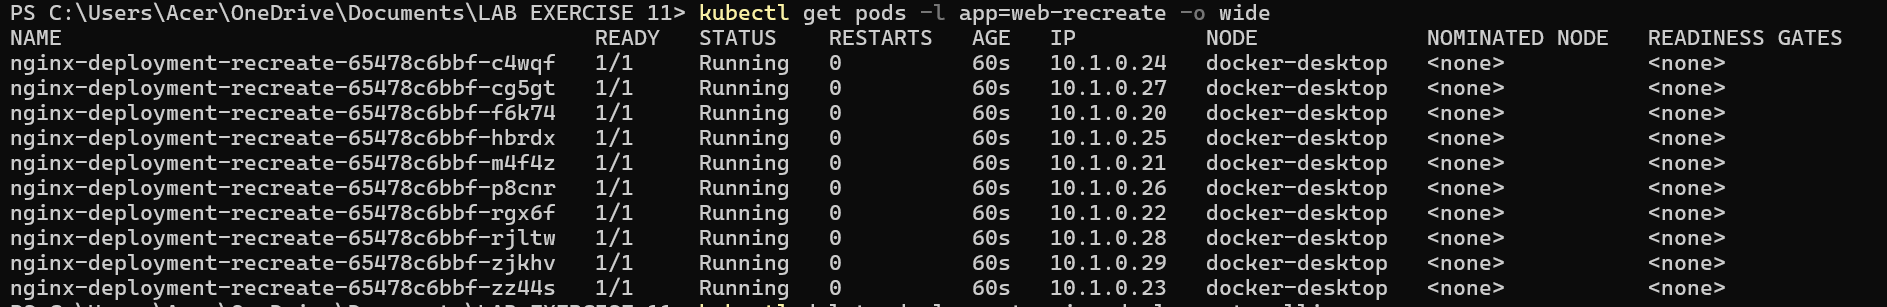 PS C:\Users\Acer\OneDrive\Documents\LAB EXERCISE 11> kubectl get pods -l app=web-recreate -o wide
NAME READY STATUS RESTARTS AGE IP NODE NOMINATED NODE READINESS GATES
nginx-deployment-recreate-65478c6bbf-c4wqf 1/1 Running 0 60s 10.1.0.24 docker-desktop <none> <none>
nginx-deployment-recreate-65478c6bbf-cg5gt 1/1 Running 0 60s 10.1.0.27 docker-desktop <none> <none>
nginx-deployment-recreate-65478c6bbf-f6k74 1/1 Running 0 60s 10.1.0.20 docker-desktop <none> <none>
nginx-deployment-recreate-65478c6bbf-hbrdx 1/1 Running 0 60s 10.1.0.25 docker-desktop <none> <none>
nginx-deployment-recreate-65478c6bbf-m4f4z 1/1 Running 0 60s 10.1.0.21 docker-desktop <none> <none>
nginx-deployment-recreate-65478c6bbf-p8cnr 1/1 Running 0 60s 10.1.0.26 docker-desktop <none> <none>
nginx-deployment-recreate-65478c6bbf-rgx6f 1/1 Running 0 60s 10.1.0.22 docker-desktop <none> <none>
nginx-deployment-recreate-65478c6bbf-rjltw 1/1 Running 0 60s 10.1.0.28 docker-desktop <none> <none>
nginx-deployment-recreate-65478c6bbf-zjkhv 1/1 Running 0 60s 10.1.0.29 docker-desktop <none> <none>
nginx-deployment-recreate-65478c6bbf-zz44s 1/1 Running 0 60s 10.1.0.23 docker-desktop <none> <none>